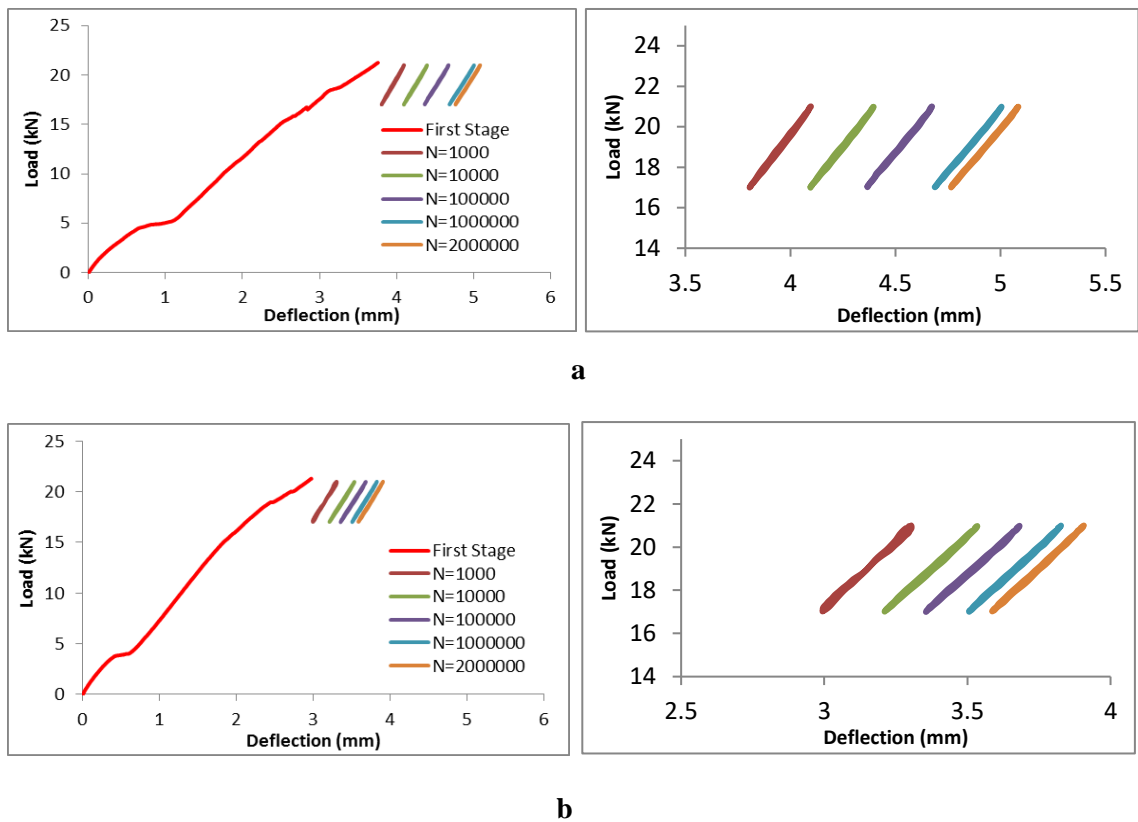 25
20
15
10
5
0
Load (kN)
First Stage
N=1000
N=10000
N=100000
N=1000000
N=2000000
0 1 2 3 4 5 6
Deflection (mm)
24
22
20
18
16
14
Load (kN)
3.5 4 4.5 5 5.5
Deflection (mm)
a
25
20
15
10
5
0
Load (kN)
First Stage
N=1000
N=10000
N=100000
N=1000000
N=2000000
0 1 2 3 4 5 6
Deflection (mm)
24
22
20
18
16
14
Load (kN)
2.5 3 3.5 4
Deflection (mm)
b